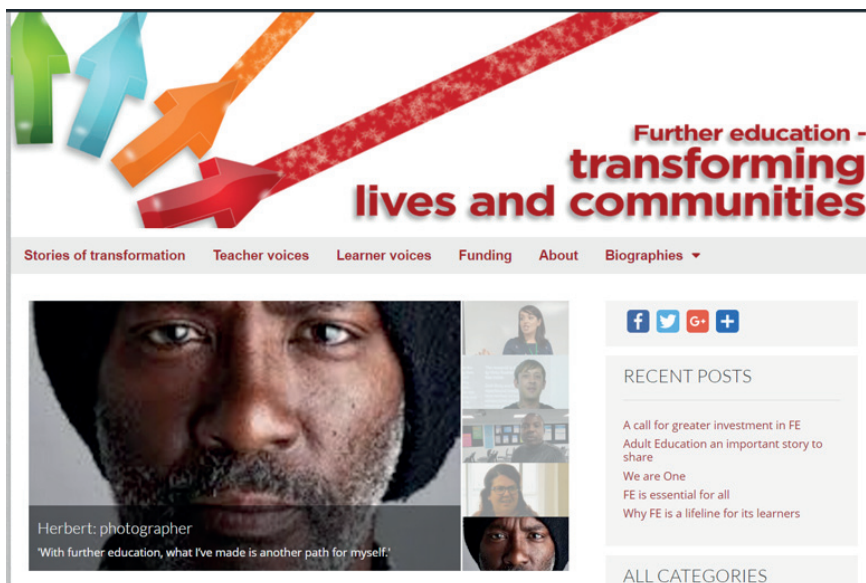 Further education -
transforming
lives and communities
Stories of transformation Teacher voices Learner voices Funding About Biographies
RECENT POSTS
A call for greater investment in FE
Adult Education an important story to
share
We are One
FE is essential for all
Why FE is a lifeline for its learners
ALL CATEGORIES
Herbert: photographer
'With further education, what I've made is another path for myself.'